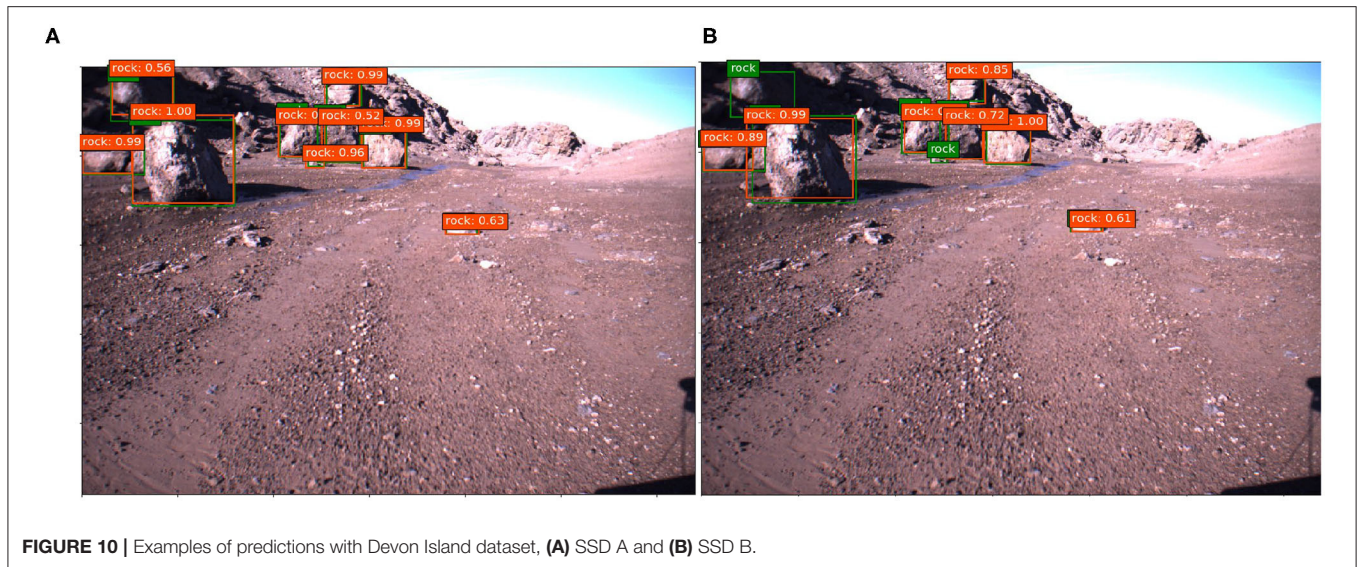 A
B
rock: 0.56
rock: 0.99
rock: 1.00
rock: 0.52
0.99
rock: 0.99
rock: 0.96
rock: 0.63
rock
rock: 0.85
rock: 0.99
rock: 0.72
1.00
rock: 0.89
rock
rock: 0.61
FIGURE 10 | Examples of predictions with Devon Island dataset, (A) SSD A and (B) SSD B.